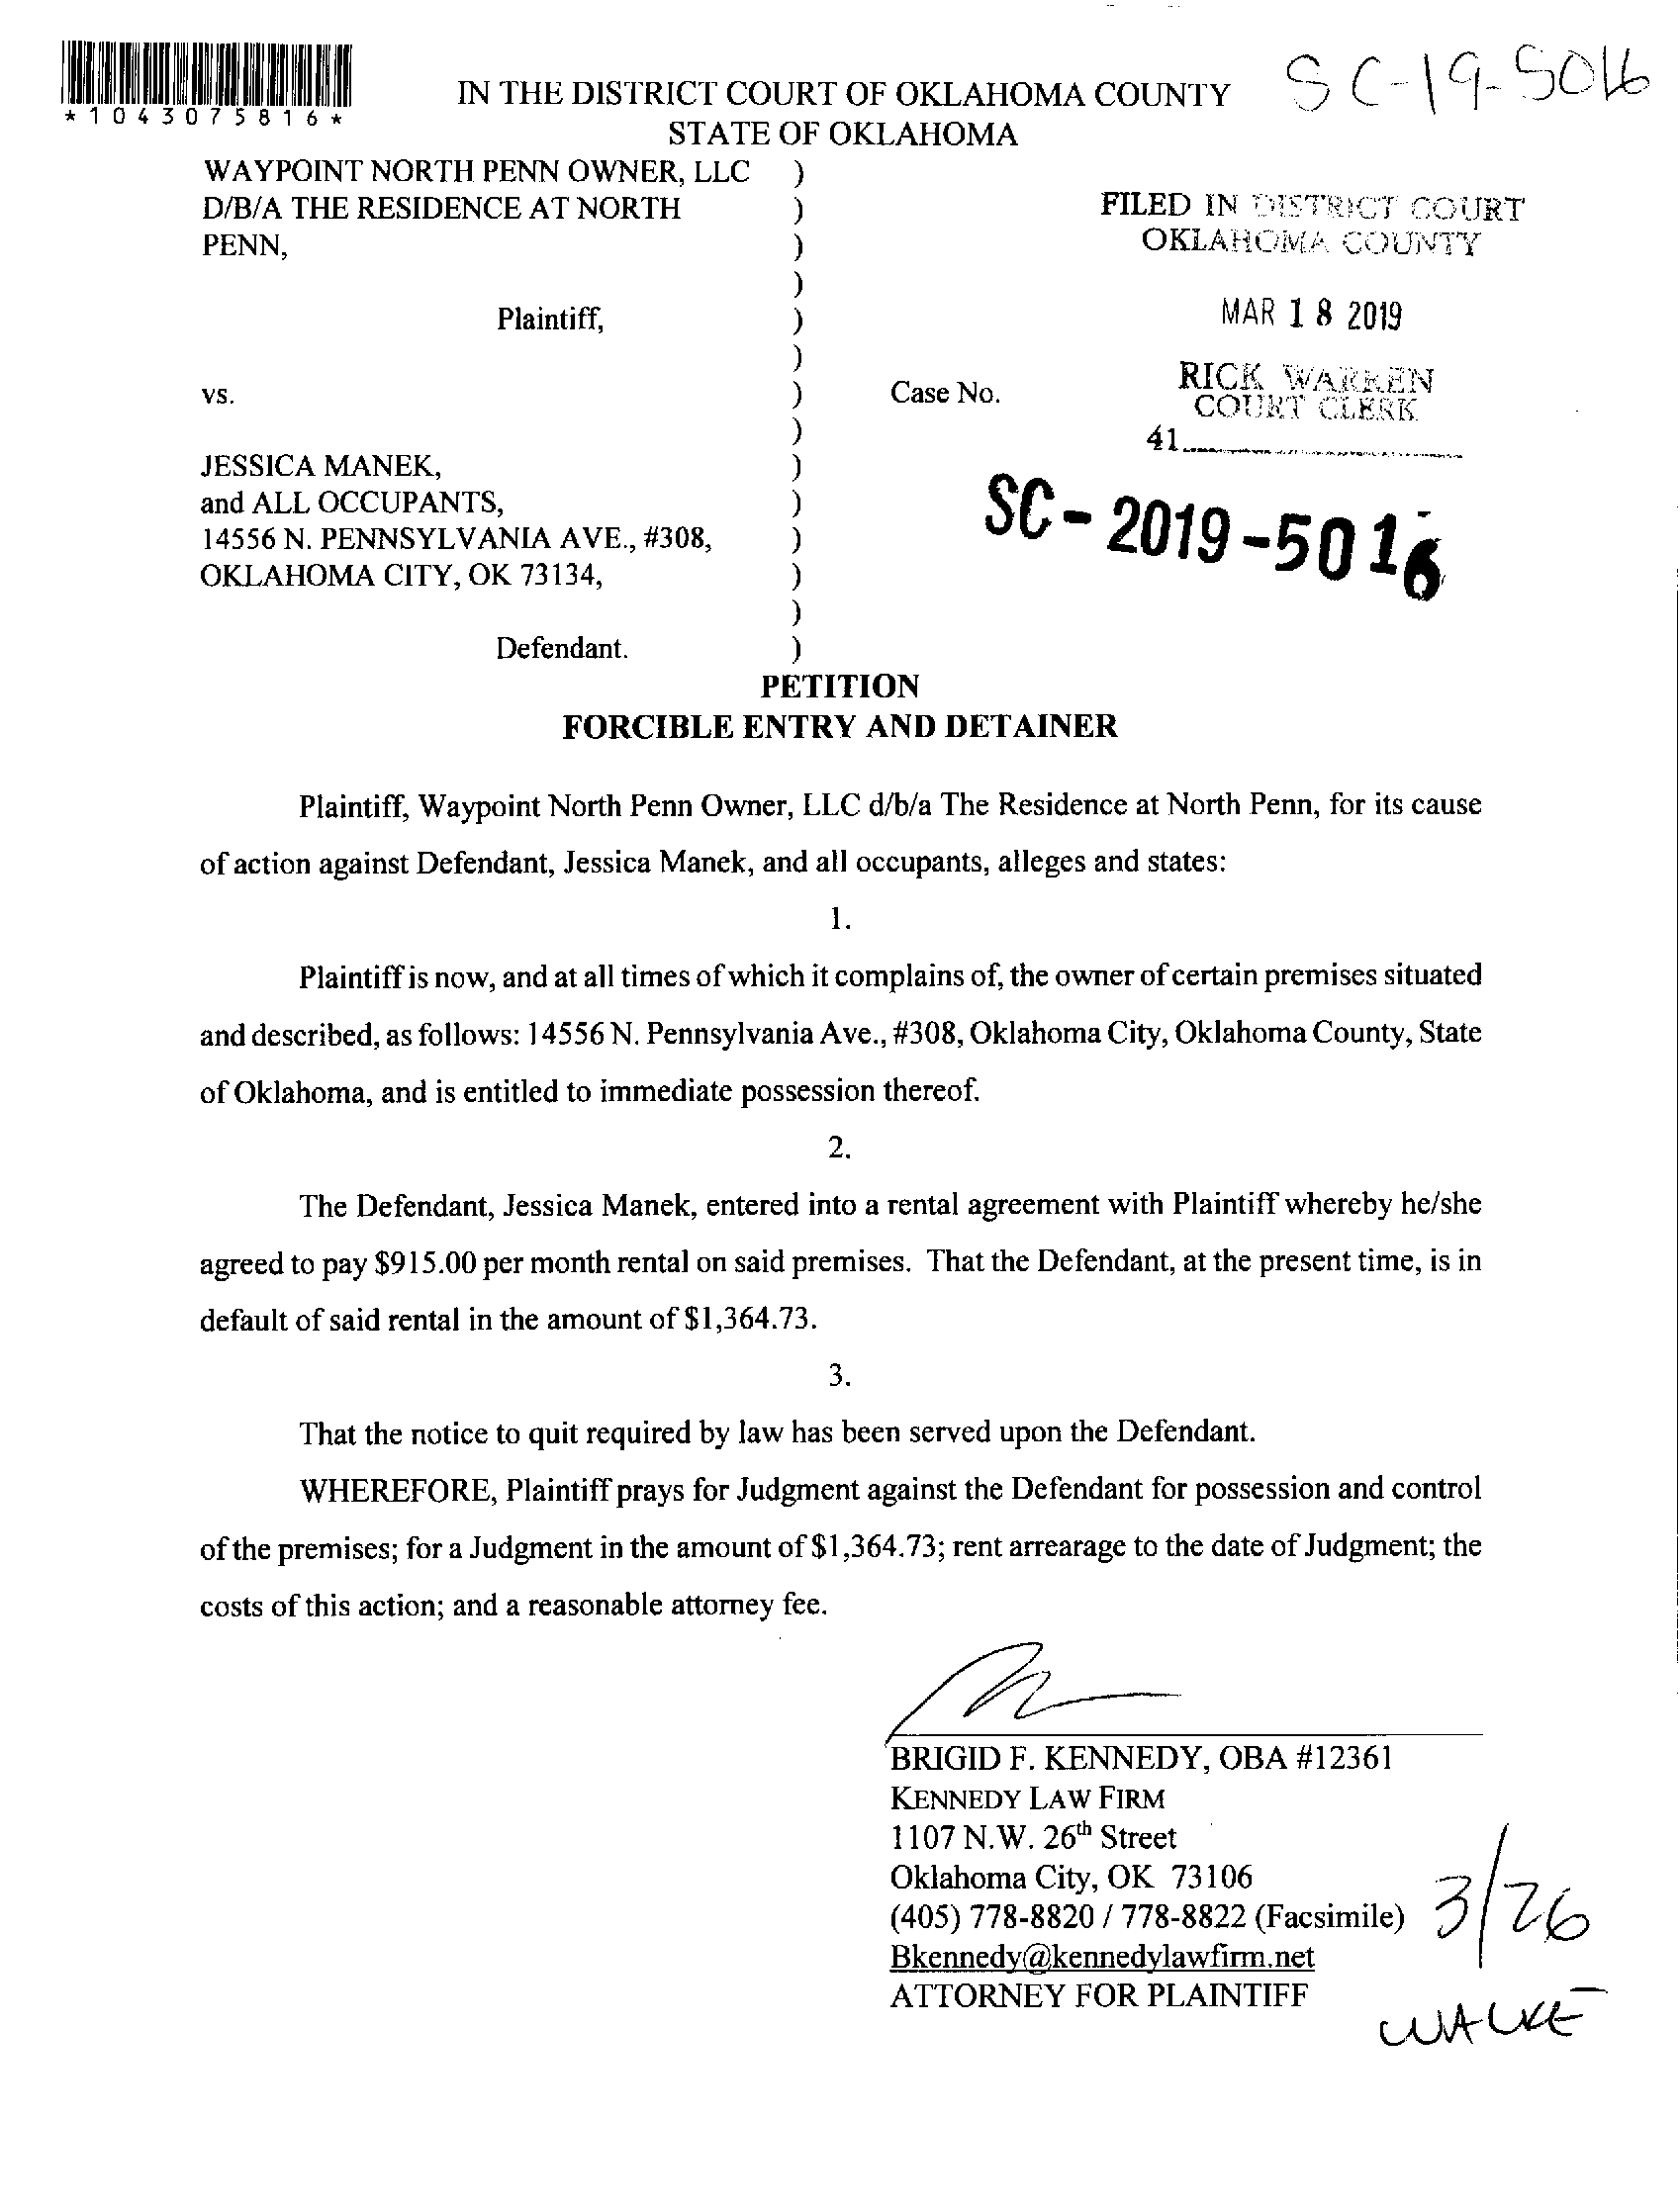 *1043075816*
SC-19-5016
IN THE DISTRICT COURT OF OKLAHOMA COUNTY
STATE OF OKLAHOMA
WAYPOINT NORTH PENN OWNER, LLC )
D/B/A THE RESIDENCE AT NORTH )
PENN, )
)
Plaintiff, )
)
vs. ) Case No.
)
JESSICA MANEK, )
and ALL OCCUPANTS, )
14556 N. PENNSYLVANIA AVE., #308, )
OKLAHOMA CITY, OK 73134, )
)
Defendant. )
FILED IN DISTRICT COURT
OKLAHOMA COUNTY
MAR 18 2019
RICK WARREN
COURT CLERK
41
SC-2019-5016
PETITION
FORCIBLE ENTRY AND DETAINER
Plaintiff, Waypoint North Penn Owner, LLC d/b/a The Residence at North Penn, for its cause
of action against Defendant, Jessica Manek, and all occupants, alleges and states:
1.
Plaintiff is now, and at all times of which it complains of, the owner of certain premises situated
and described, as follows: 14556 N. Pennsylvania Ave., #308, Oklahoma City, Oklahoma County, State
of Oklahoma, and is entitled to immediate possession thereof.
2.
The Defendant, Jessica Manek, entered into a rental agreement with Plaintiff whereby he/she
agreed to pay $915.00 per month rental on said premises. That the Defendant, at the present time, is in
default of said rental in the amount of $1,364.73.
3.
That the notice to quit required by law has been served upon the Defendant.
WHEREFORE, Plaintiff prays for Judgment against the Defendant for possession and control
of the premises; for a Judgment in the amount of $1,364.73; rent arrearage to the date of Judgment; the
costs of this action; and a reasonable attorney fee.
BRIGID F. KENNEDY, OBA #12361
KENNEDY LAW FIRM
1107 N.W. 26th Street
Oklahoma City, OK 73106
(405) 778-8820 / 778-8822 (Facsimile)
Bkennedy@kennedylawfirm.net
ATTORNEY FOR PLAINTIFF
3/26